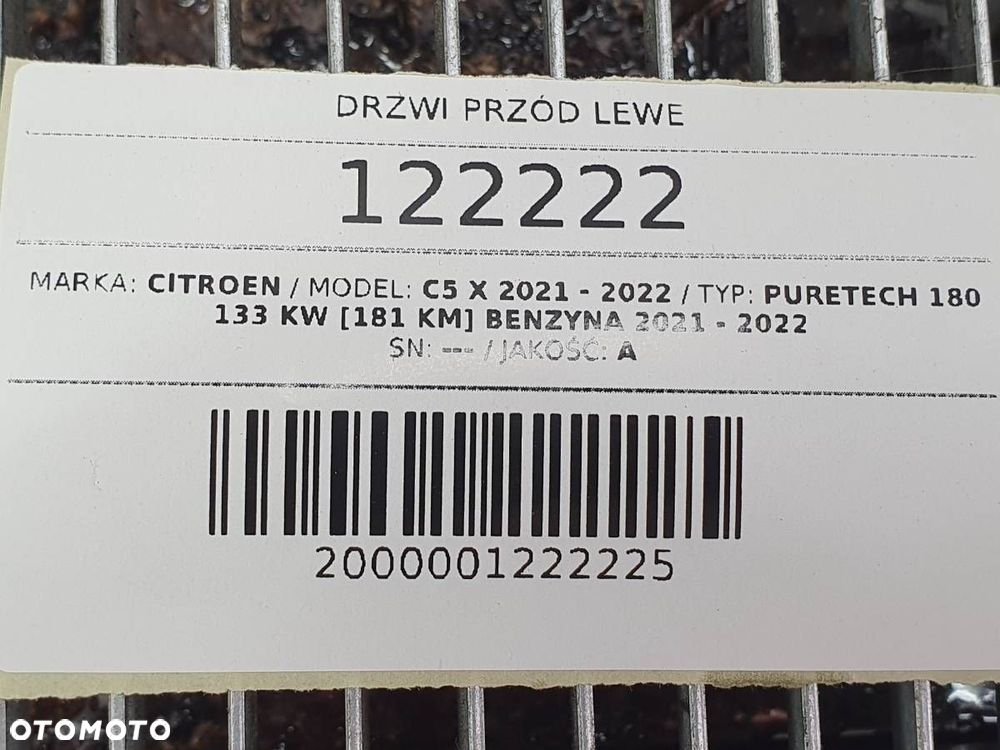 DRZWI PRZÓD LEWE
122222
MARKA: CITROEN / MODEL: C5 X 2021 - 2022 / TYP: PURETECH 180
133 KW [181 KM] BENZYNA 2021 - 2022
SN: --- / JAKOŚĆ: A
2000001222225
OTOMOTO